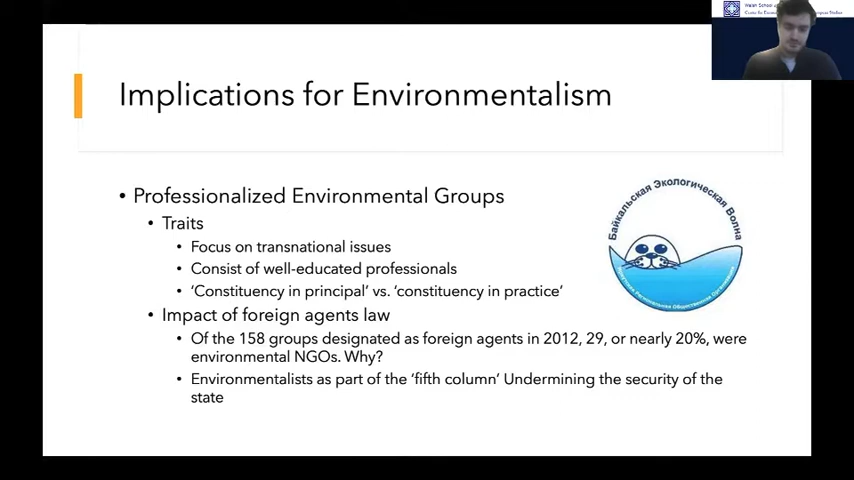 Implications for Environmentalism
• Professionalized Environmental Groups
• Traits
• Focus on transnational issues
• Consist of well-educated professionals
• ‘Constituency in principal’ vs. ‘constituency in practice’
• Impact of foreign agents law
• Of the 158 groups designated as foreign agents in 2012, 29, or nearly 20%, were
environmental NGOs. Why?
• Environmentalists as part of the ‘fifth column’ Undermining the security of the
state
Байкальская Экологическая Волна
Региональная Общественная Организация